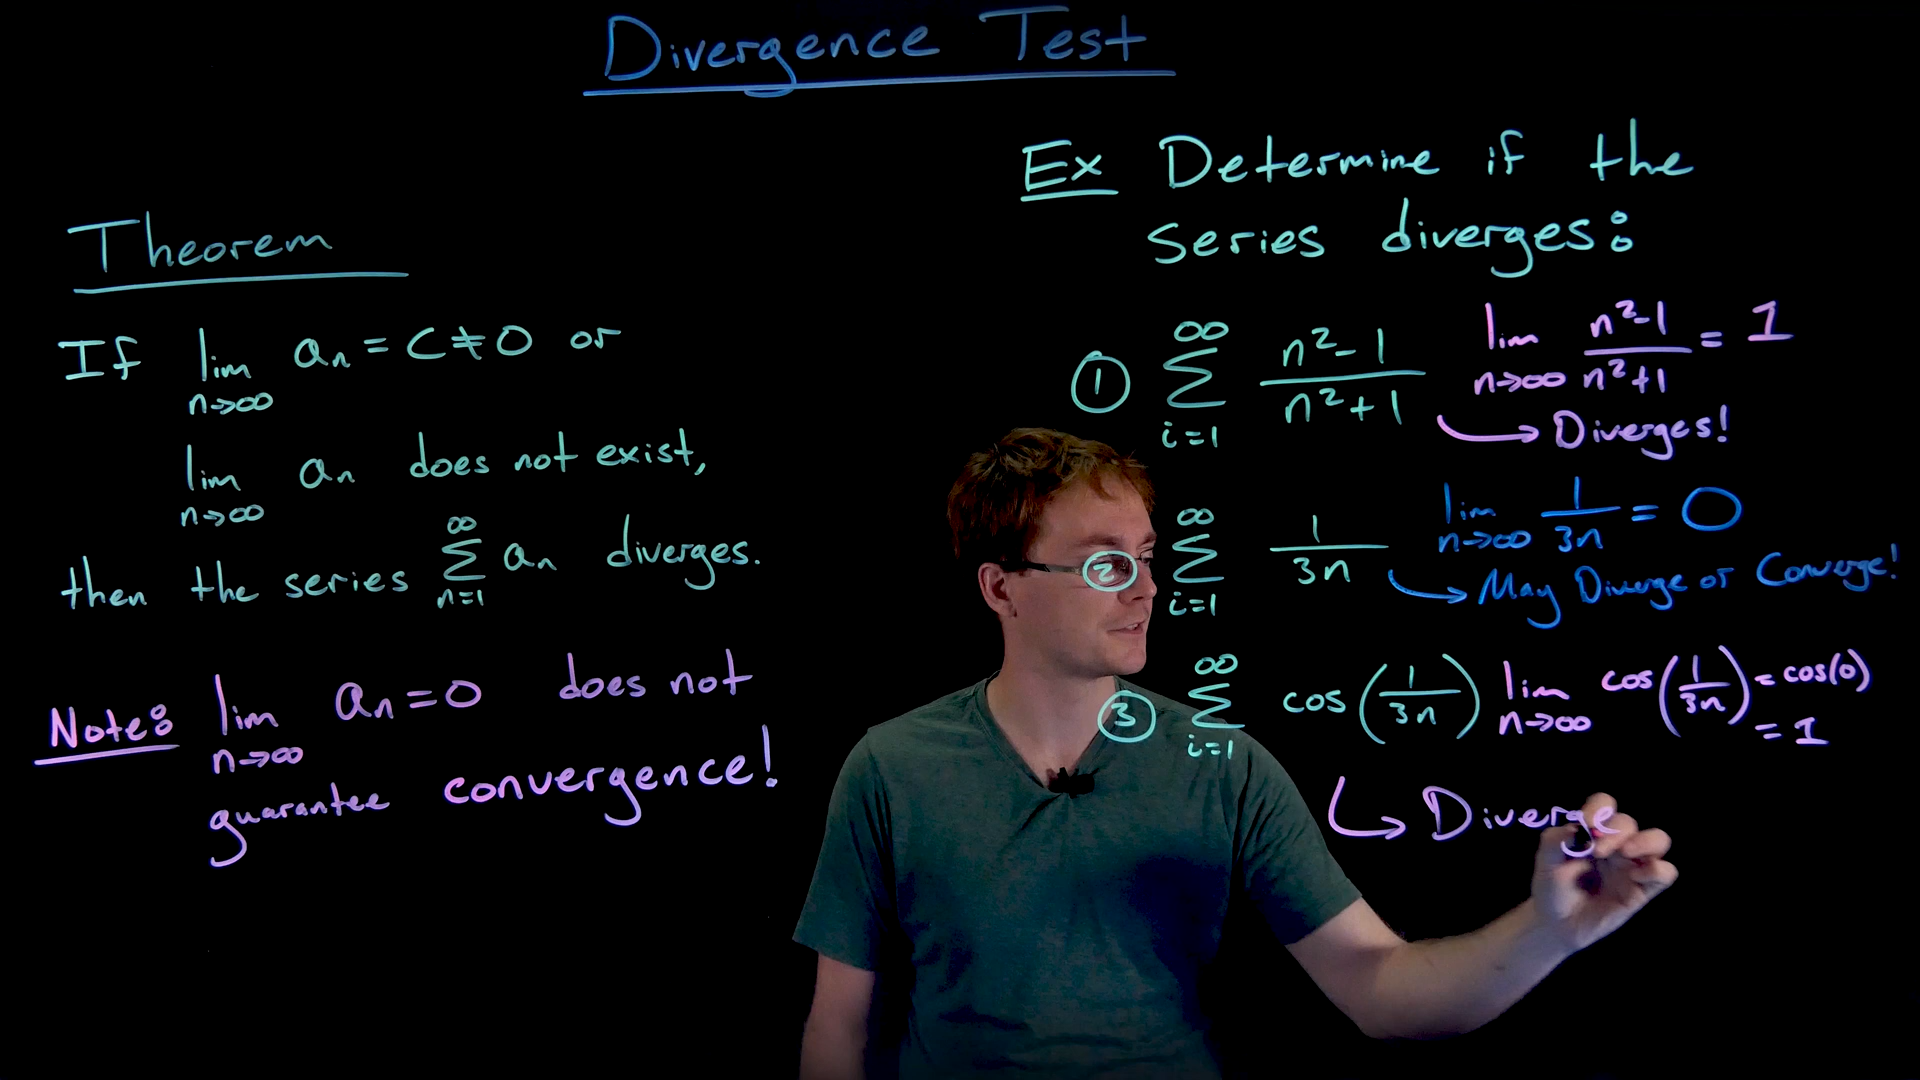 Divergence Test
Theorem
If lim n→∞ aₙ = C ≠ 0 or
lim n→∞ aₙ does not exist,
then the series ∞ Σ n=1 aₙ diverges.
Note: lim n→∞ aₙ = 0 does not
guarantee convergence!
Ex Determine if the
series diverges:
① ∞ Σ i=1 (n²-1)/(n²+1) lim n→∞ (n²-1)/(n²+1) = 1
→ Diverges!
② ∞ Σ i=1 1/(3n) lim n→∞ 1/(3n) = 0
→ May Diverge or Converge!
③ ∞ Σ i=1 cos(1/(3n)) lim n→∞ cos(1/(3n)) = cos(0)
= 1
→ Diverge